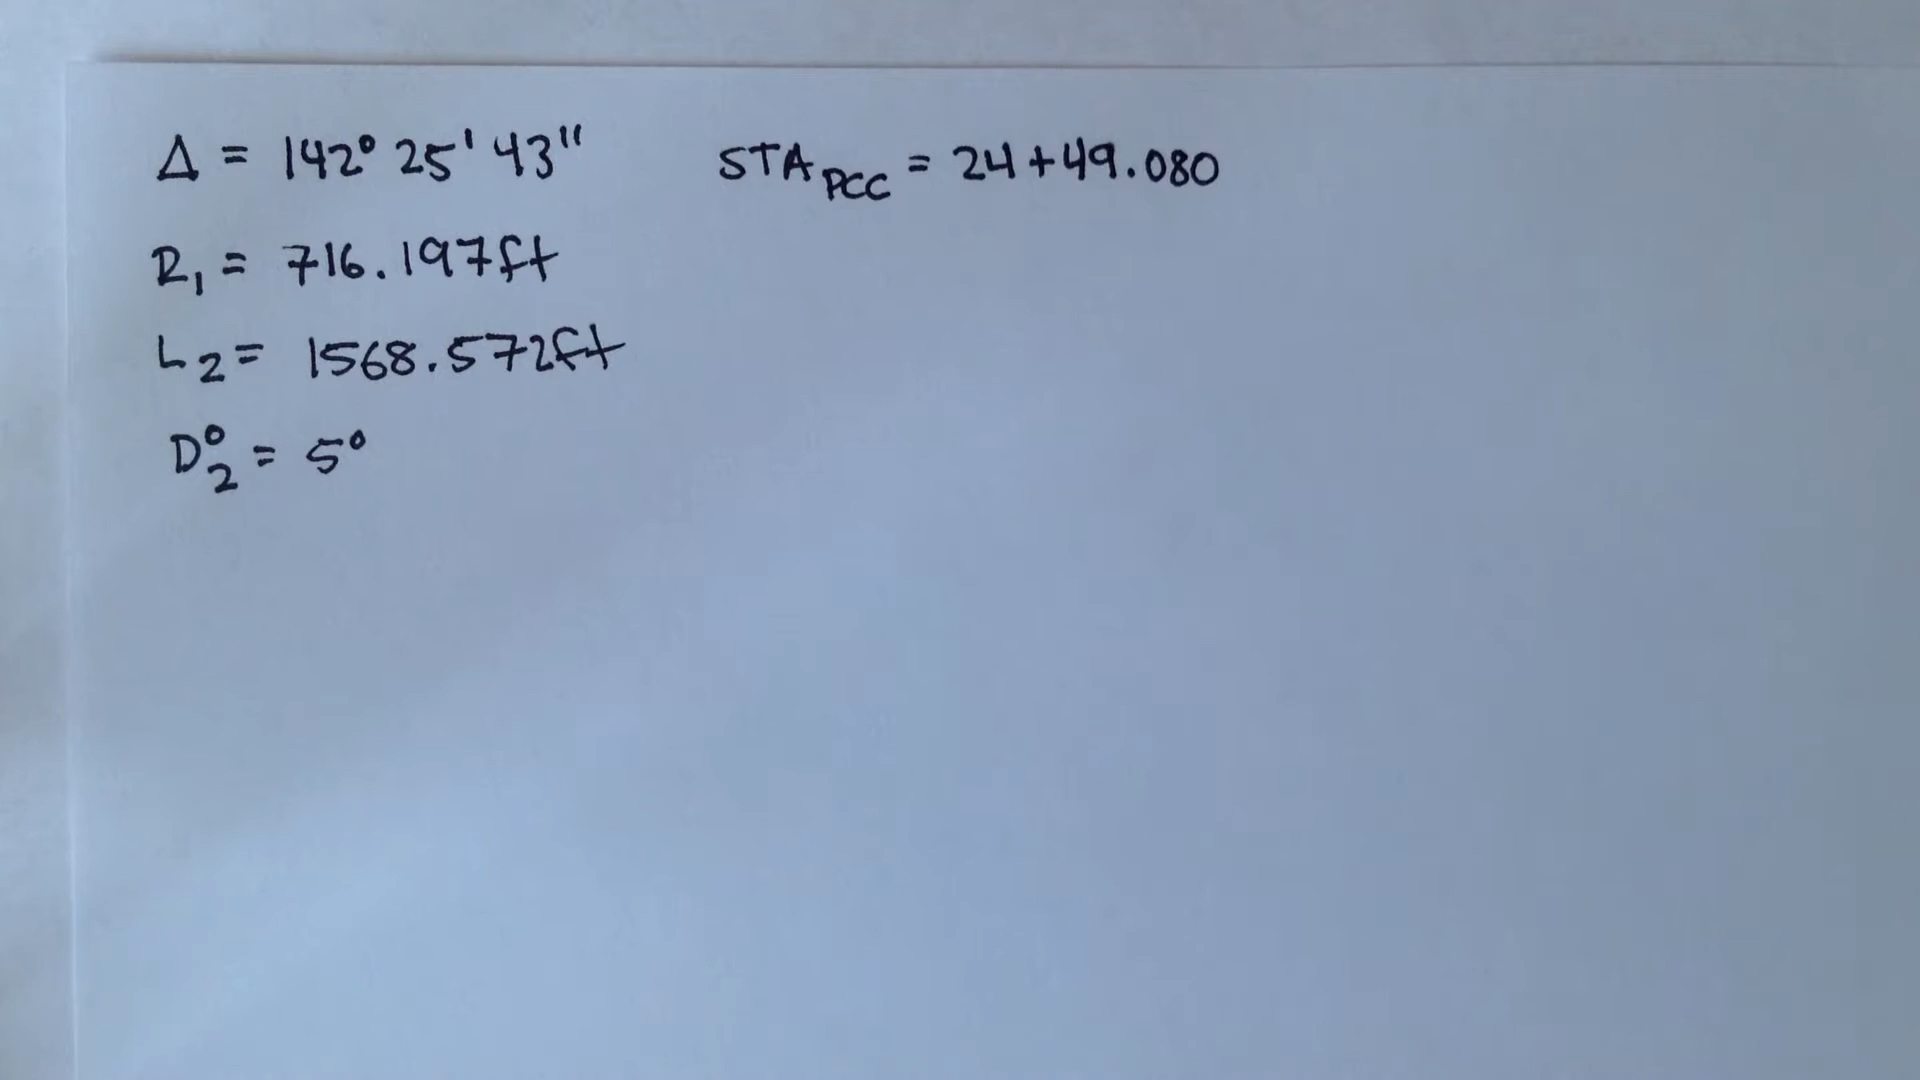 Δ = 142° 25' 43" STA PCC = 24+49.080
R₁ = 716.197ft
L₂ = 1568.572ft
D°₂ = 5°